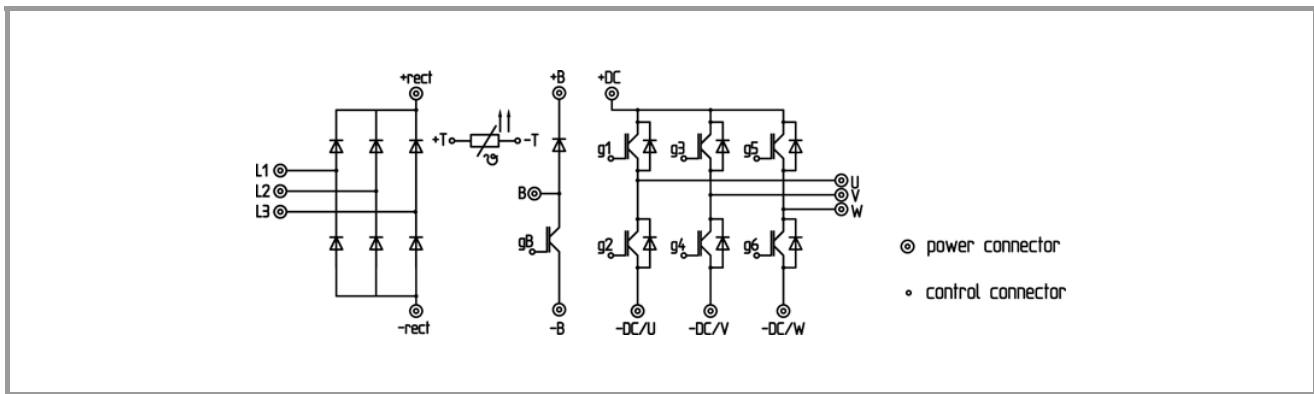 +rect
+B
+DC
+T
-T
g1
g3
g5
L1
L2
L3
B
U
V
W
gB
g2
g4
g6
power connector
control connector
-rect
-B
-DC/U
-DC/V
-DC/W
ϑ